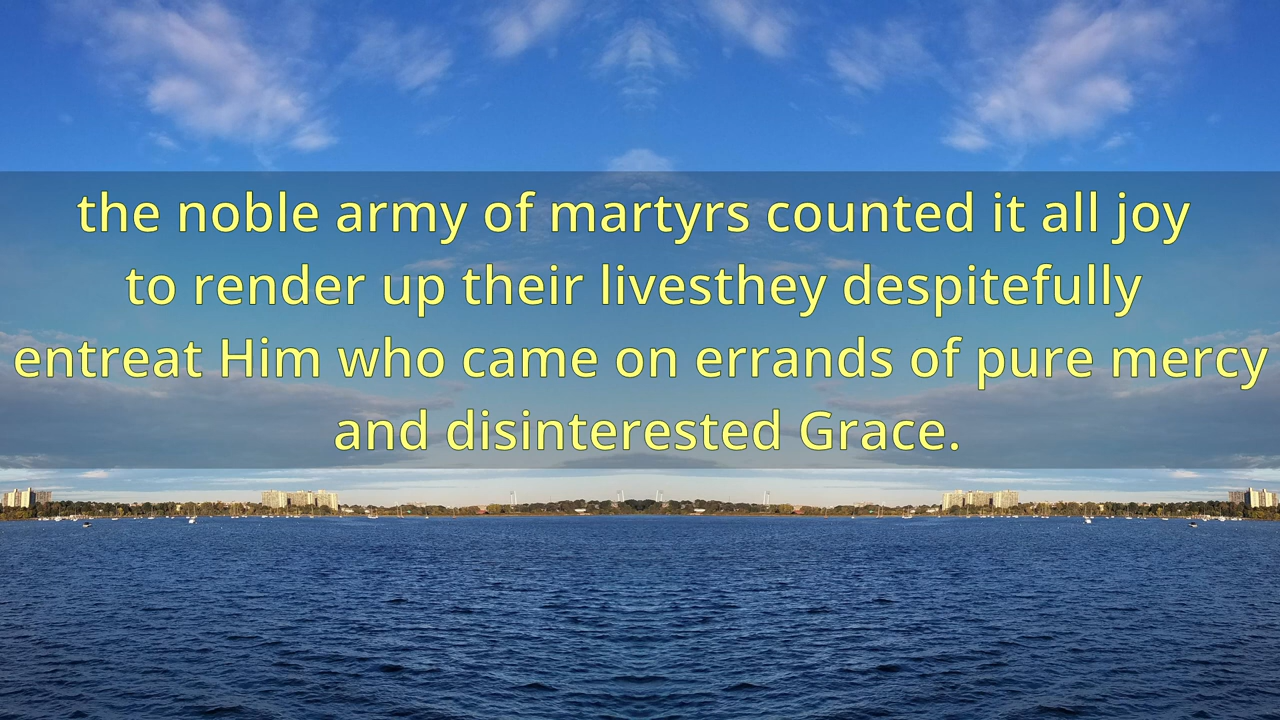 the noble army of martyrs counted it all joy
to render up their livesthey despitefully
entreat Him who came on errands of pure mercy
and disinterested Grace.